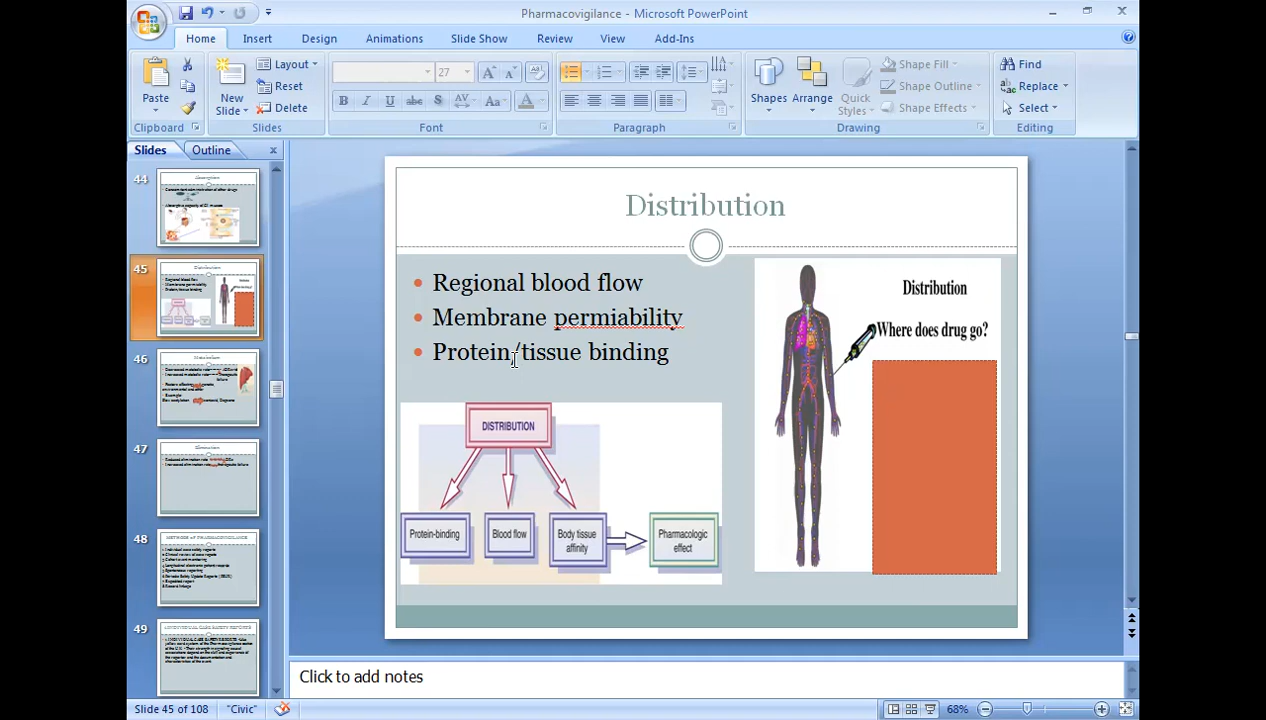 Pharmacovigilance - Microsoft PowerPoint
Home Insert Design Animations Slide Show Review View Add-Ins
Paste
New Slide
Layout
Reset
Delete
27
B I U abc S AV Aa A
Shapes
Arrange
Quick Styles
Shape Fill
Shape Outline
Shape Effects
Find
Replace
Select
Clipboard Slides Font Paragraph Drawing Editing
Slides Outline
44
45
46
47
48
49
Distribution
Regional blood flow
Membrane permiability
Protein/tissue binding
DISTRIBUTION
Protein-binding
Blood flow
Body tissue
affinity
Pharmacologic
effect
Distribution
Where does drug go?
Click to add notes
Slide 45 of 108 "Civic" 68%